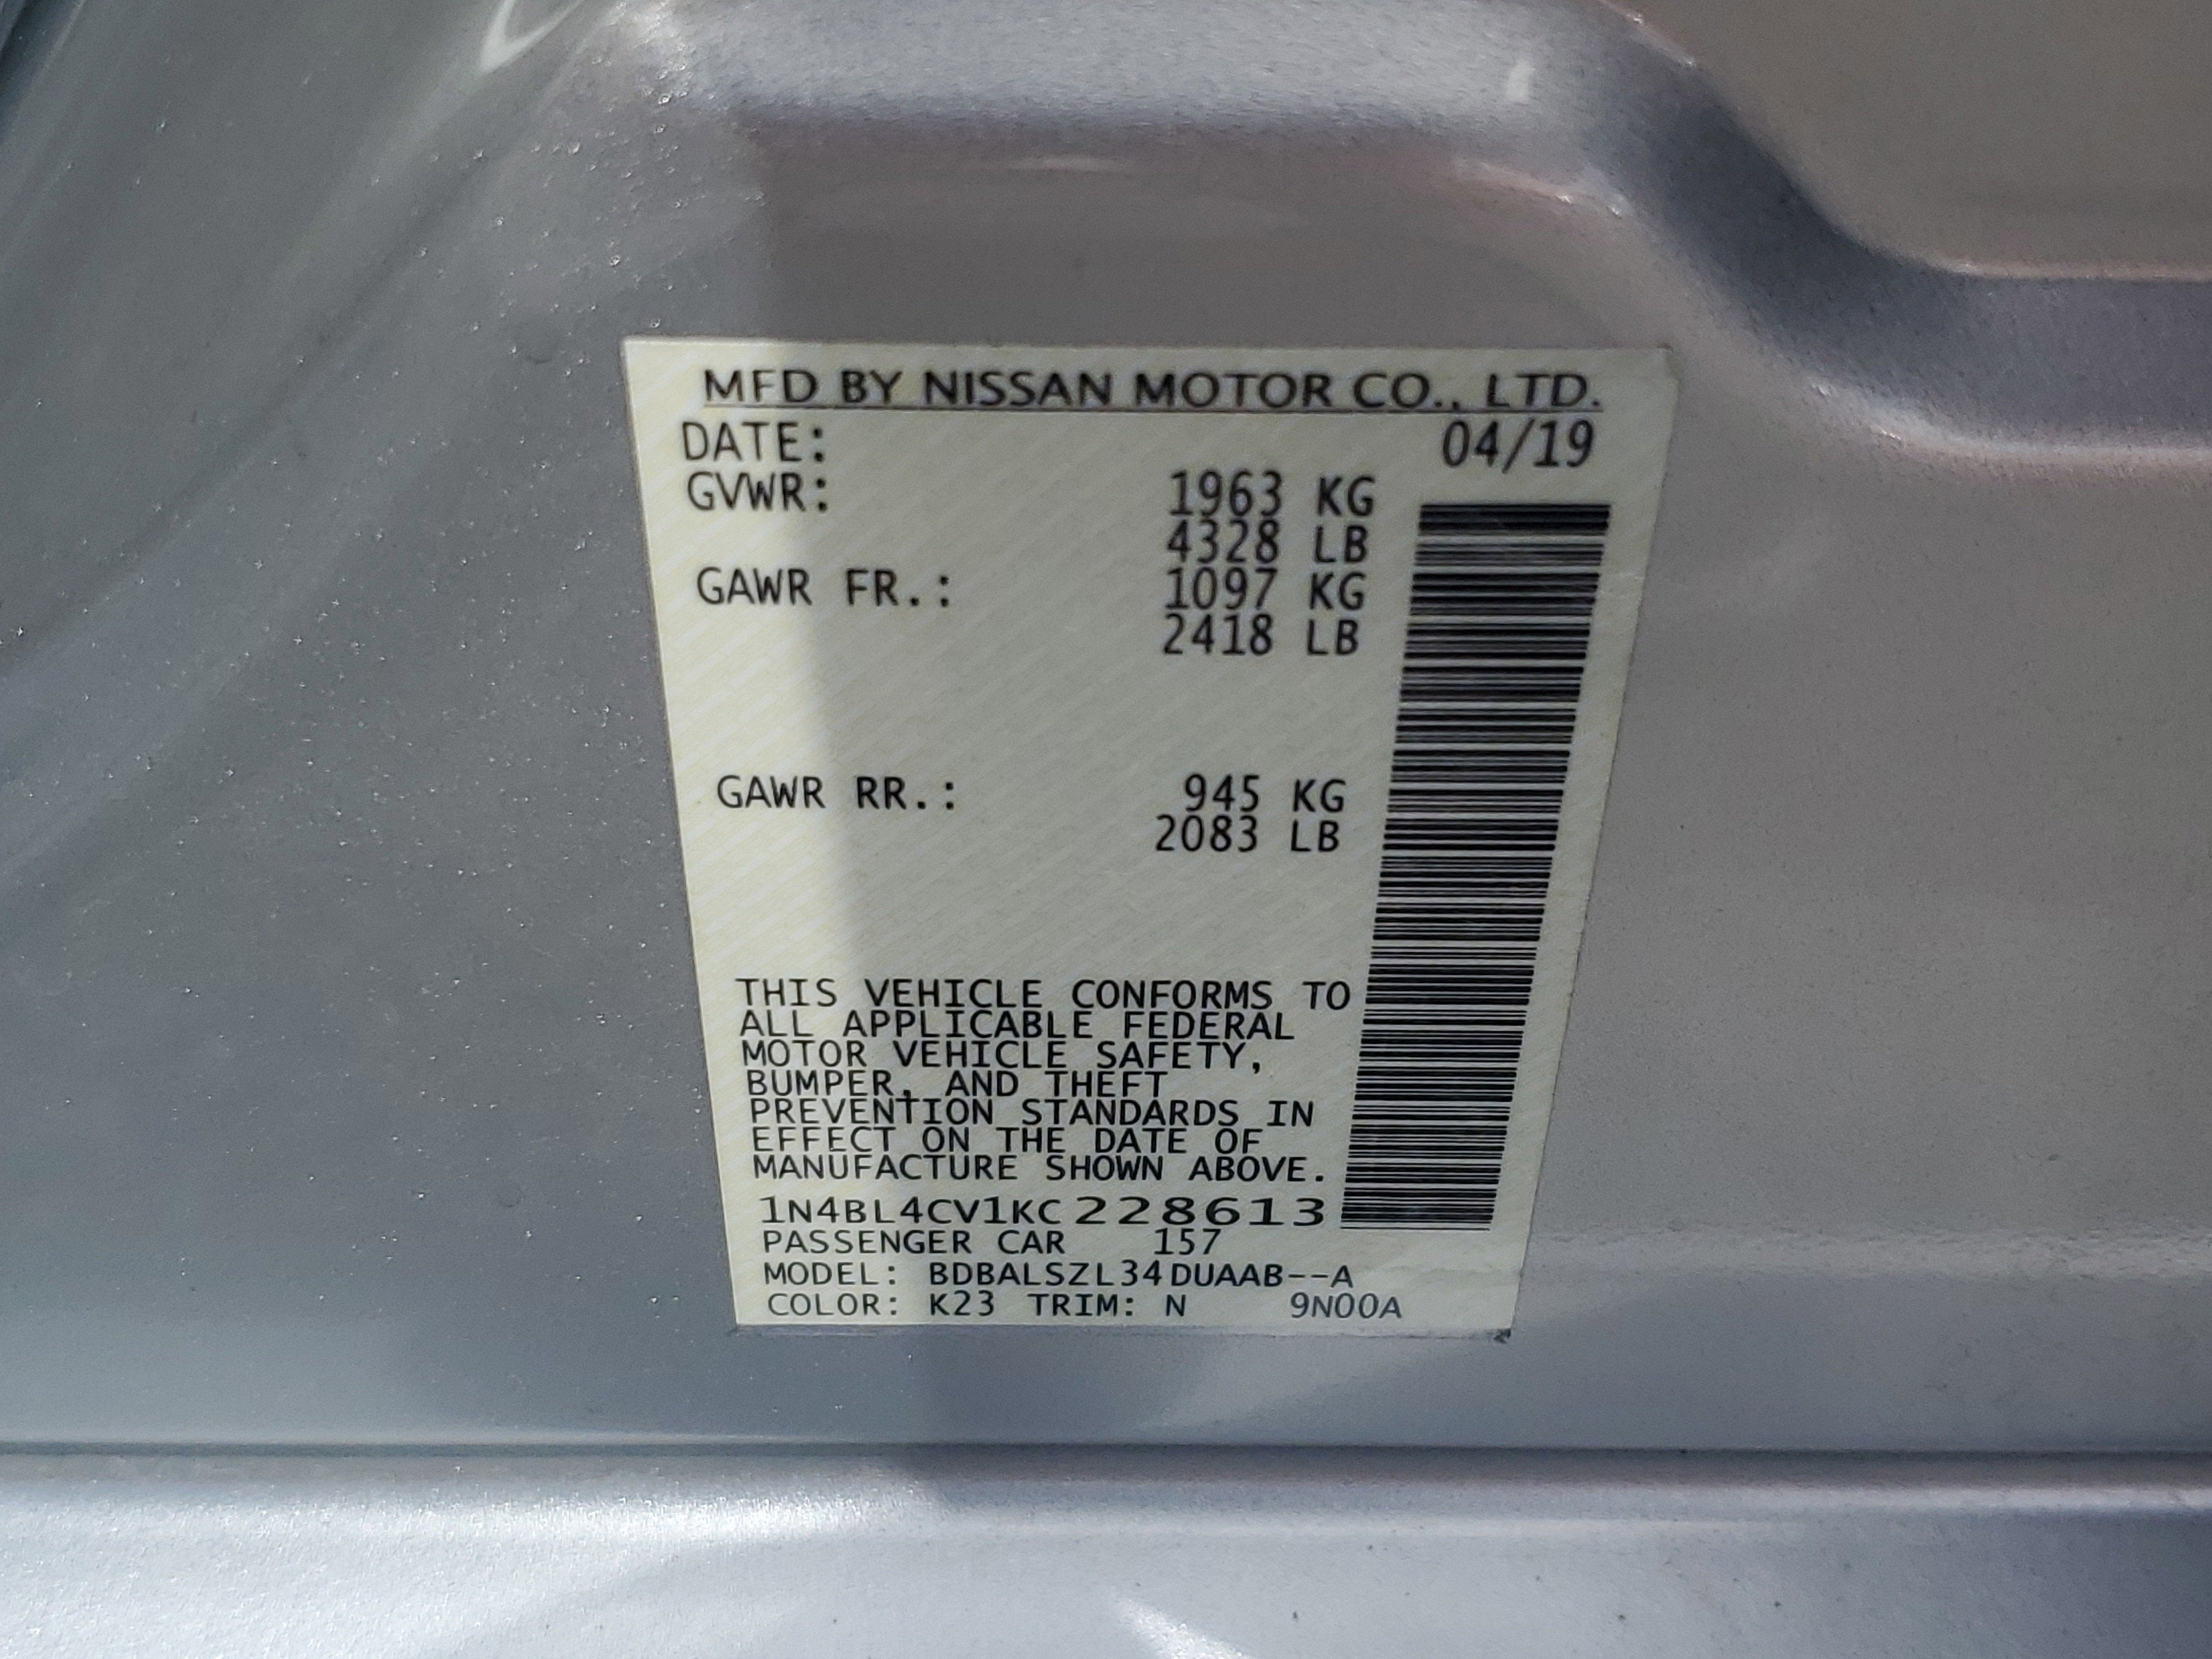 MFD BY NISSAN MOTOR CO., LTD.
DATE: 04/19
GVWR: 1963 KG
4328 LB
GAWR FR.: 1097 KG
2418 LB
GAWR RR.: 945 KG
2083 LB
THIS VEHICLE CONFORMS TO
ALL APPLICABLE FEDERAL
MOTOR VEHICLE SAFETY,
BUMPER, AND THEFT
PREVENTION STANDARDS IN
EFFECT ON THE DATE OF
MANUFACTURE SHOWN ABOVE.
1N4BL4CV1KC228613
PASSENGER CAR 157
MODEL: BDBALSZL34DUAAB--A
COLOR: K23 TRIM: N 9N00A